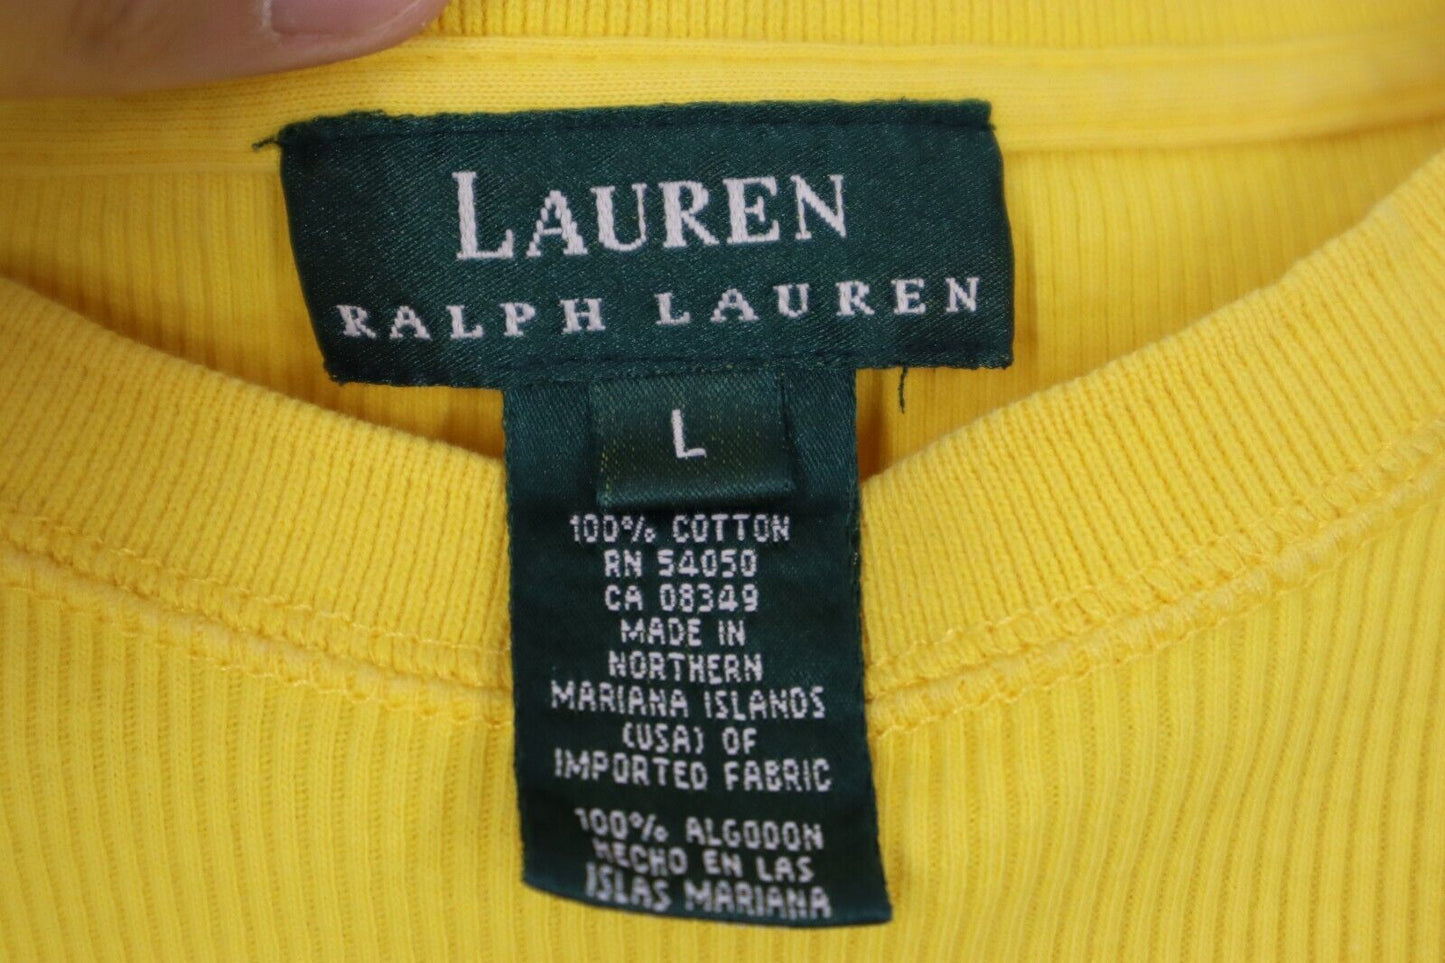 LAUREN
RALPH LAUREN
L
100% COTTON
RN 54050
CA 08349
MADE IN
NORTHERN
MARIANA ISLANDS
(USA) OF
IMPORTED FABRIC
100% ALGODON
HECHO EN LAS
ISLAS MARIANA